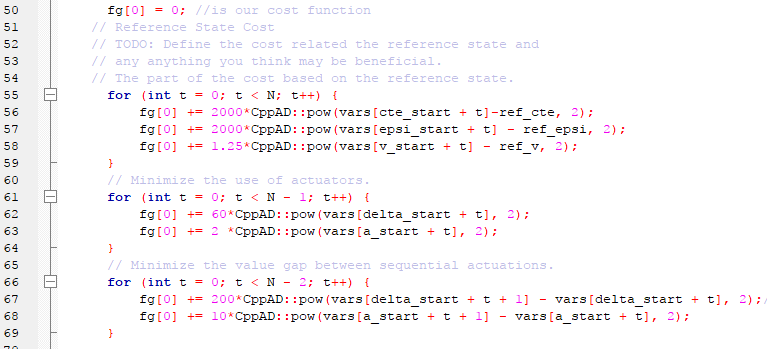 50 fg[0] = 0; //is our cost function
51 // Reference State Cost
52 // TODO: Define the cost related the reference state and
53 // any anything you think may be beneficial.
54 // The part of the cost based on the reference state.
55 for (int t = 0; t < N; t++) {
56 fg[0] += 2000*CppAD::pow(vars[cte_start + t]-ref_cte, 2);
57 fg[0] += 2000*CppAD::pow(vars[epsi_start + t] - ref_epsi, 2);
58 fg[0] += 1.25*CppAD::pow(vars[v_start + t] - ref_v, 2);
59 }
60 // Minimize the use of actuators.
61 for (int t = 0; t < N - 1; t++) {
62 fg[0] += 60*CppAD::pow(vars[delta_start + t], 2);
63 fg[0] += 2 *CppAD::pow(vars[a_start + t], 2);
64 }
65 // Minimize the value gap between sequential actuations.
66 for (int t = 0; t < N - 2; t++) {
67 fg[0] += 200*CppAD::pow(vars[delta_start + t + 1] - vars[delta_start + t], 2);/
68 fg[0] += 10*CppAD::pow(vars[a_start + t + 1] - vars[a_start + t], 2);
69 }